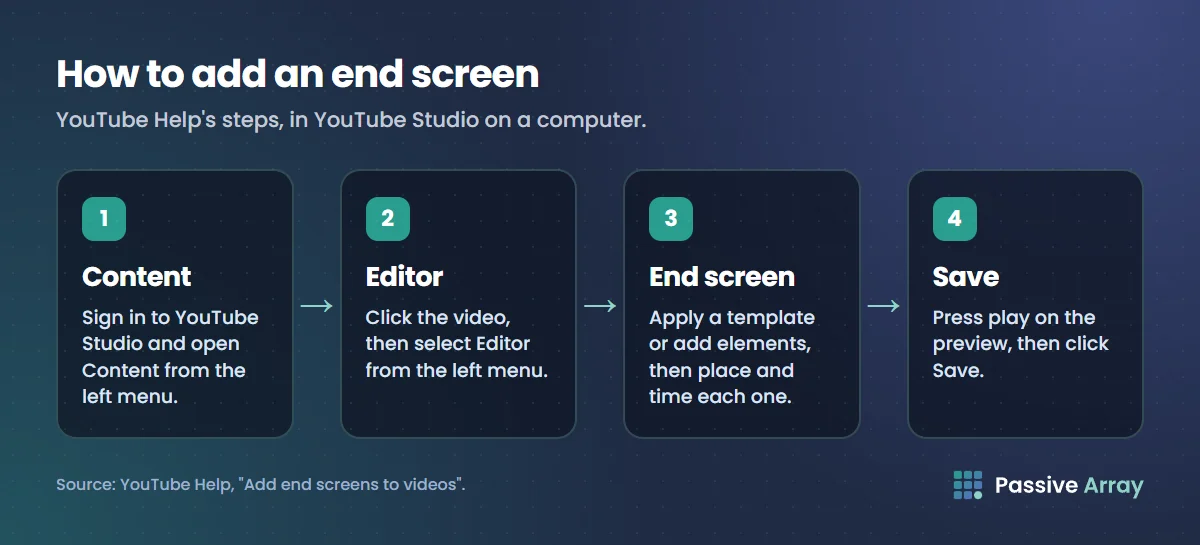 How to add an end screen
YouTube Help's steps, in YouTube Studio on a computer.
1
Content
Sign in to YouTube
Studio and open
Content from the
left menu.
2
Editor
Click the video,
then select Editor
from the left menu.
3
End screen
Apply a template
or add elements,
then place and
time each one.
4
Save
Press play on the
preview, then click
Save.
Source: YouTube Help, "Add end screens to videos".
Passive Array